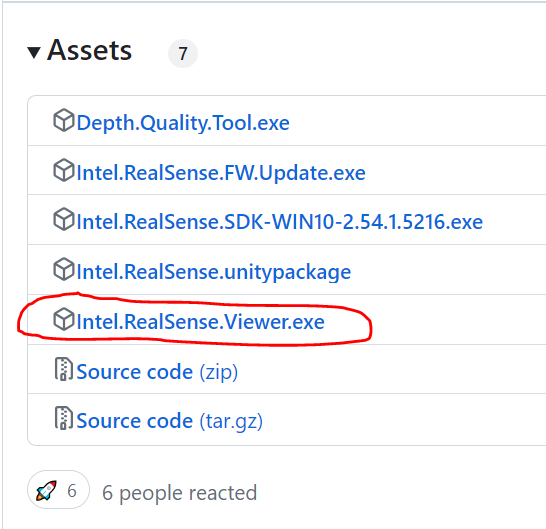 Assets 7
Depth.Quality.Tool.exe
Intel.RealSense.FW.Update.exe
Intel.RealSense.SDK-WIN10-2.54.1.5216.exe
Intel.RealSense.unitypackage
Intel.RealSense.Viewer.exe
Source code (zip)
Source code (tar.gz)
6 6 people reacted